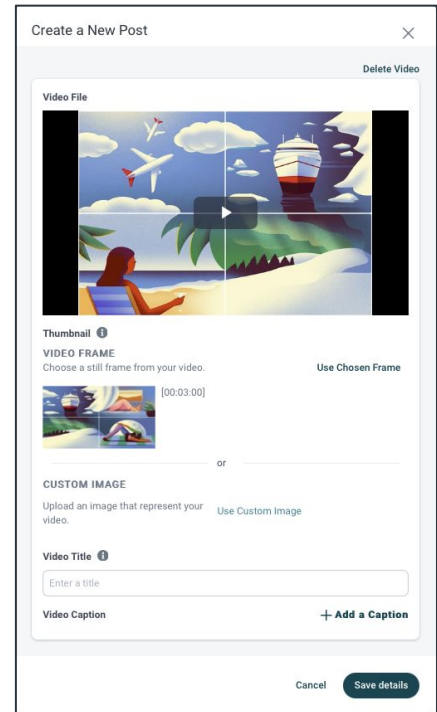 Create a New Post
Delete Video
Video File
Thumbnail
VIDEO FRAME
Choose a still frame from your video.
Use Chosen Frame
[00:03:00]
or
CUSTOM IMAGE
Upload an image that represent your
video.
Use Custom Image
Video Title
Enter a title
Video Caption
+ Add a Caption
Cancel
Save details